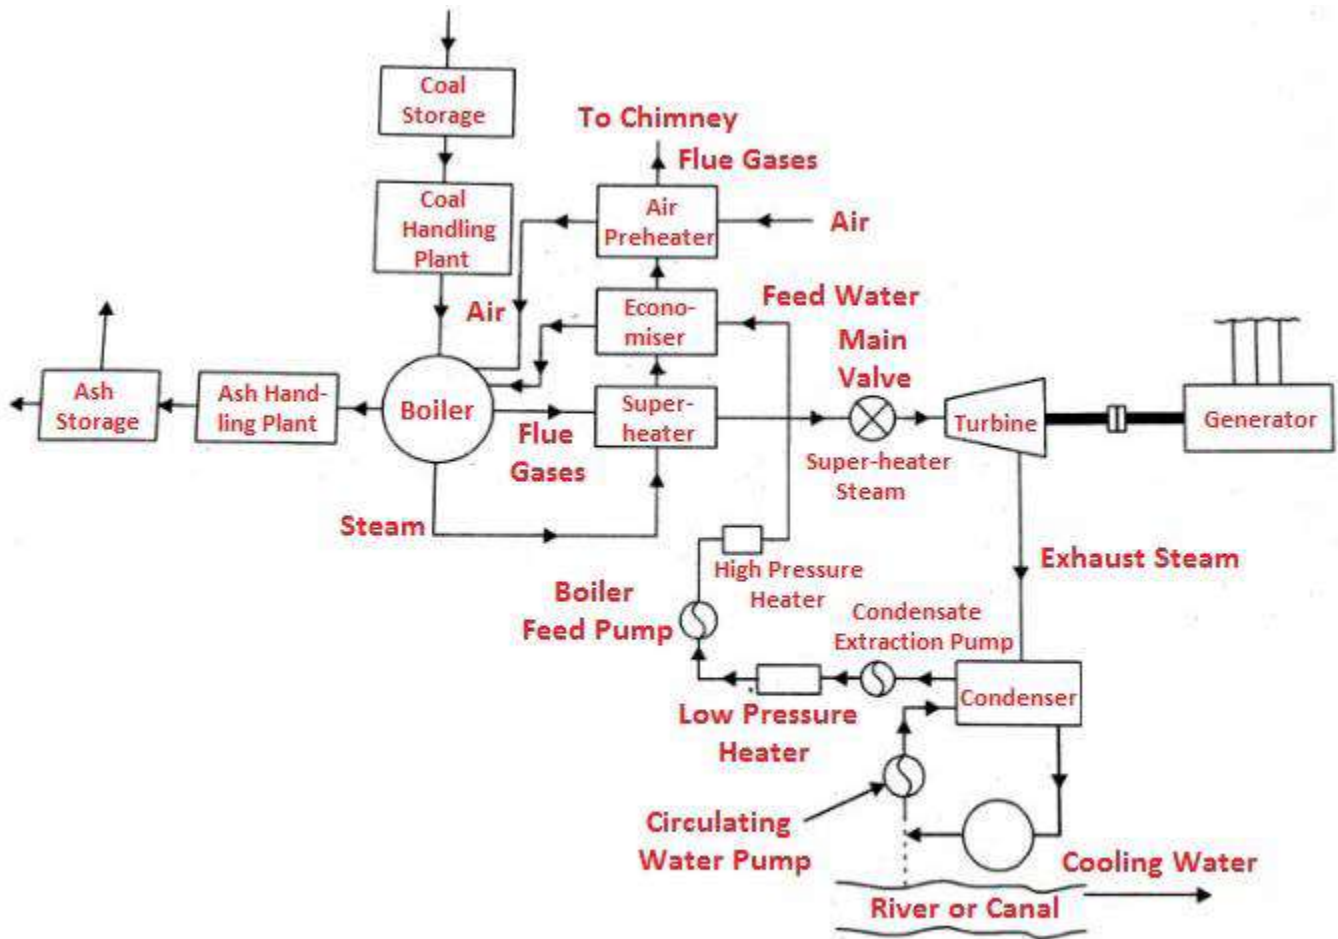 Coal
Storage
To Chimney
Flue Gases
Coal
Handling
Plant
Air
Preheater
Air
Feed Water
Air
Econo-
miser
Main
Valve
Ash
Storage
Ash Hand-
ling Plant
Boiler
Super-
heater
Turbine
Generator
Flue
Gases
Super-heater
Steam
Steam
High Pressure
Heater
Exhaust Steam
Boiler
Feed Pump
Condensate
Extraction Pump
Condenser
Low Pressure
Heater
Circulating
Water Pump
Cooling Water
River or Canal